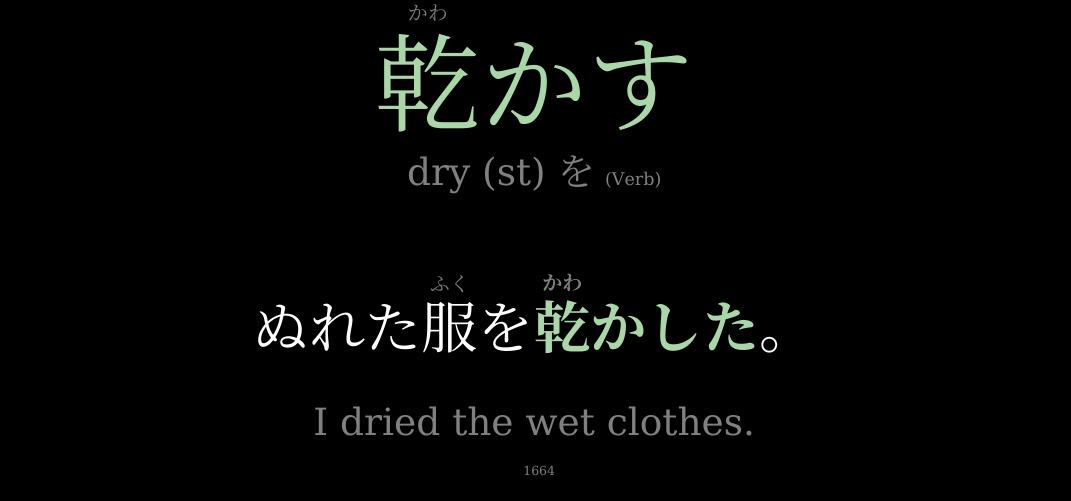 かわ
乾かす
dry (st) を (Verb)
ふく かわ
ぬれた服を乾かした。
I dried the wet clothes.
1664